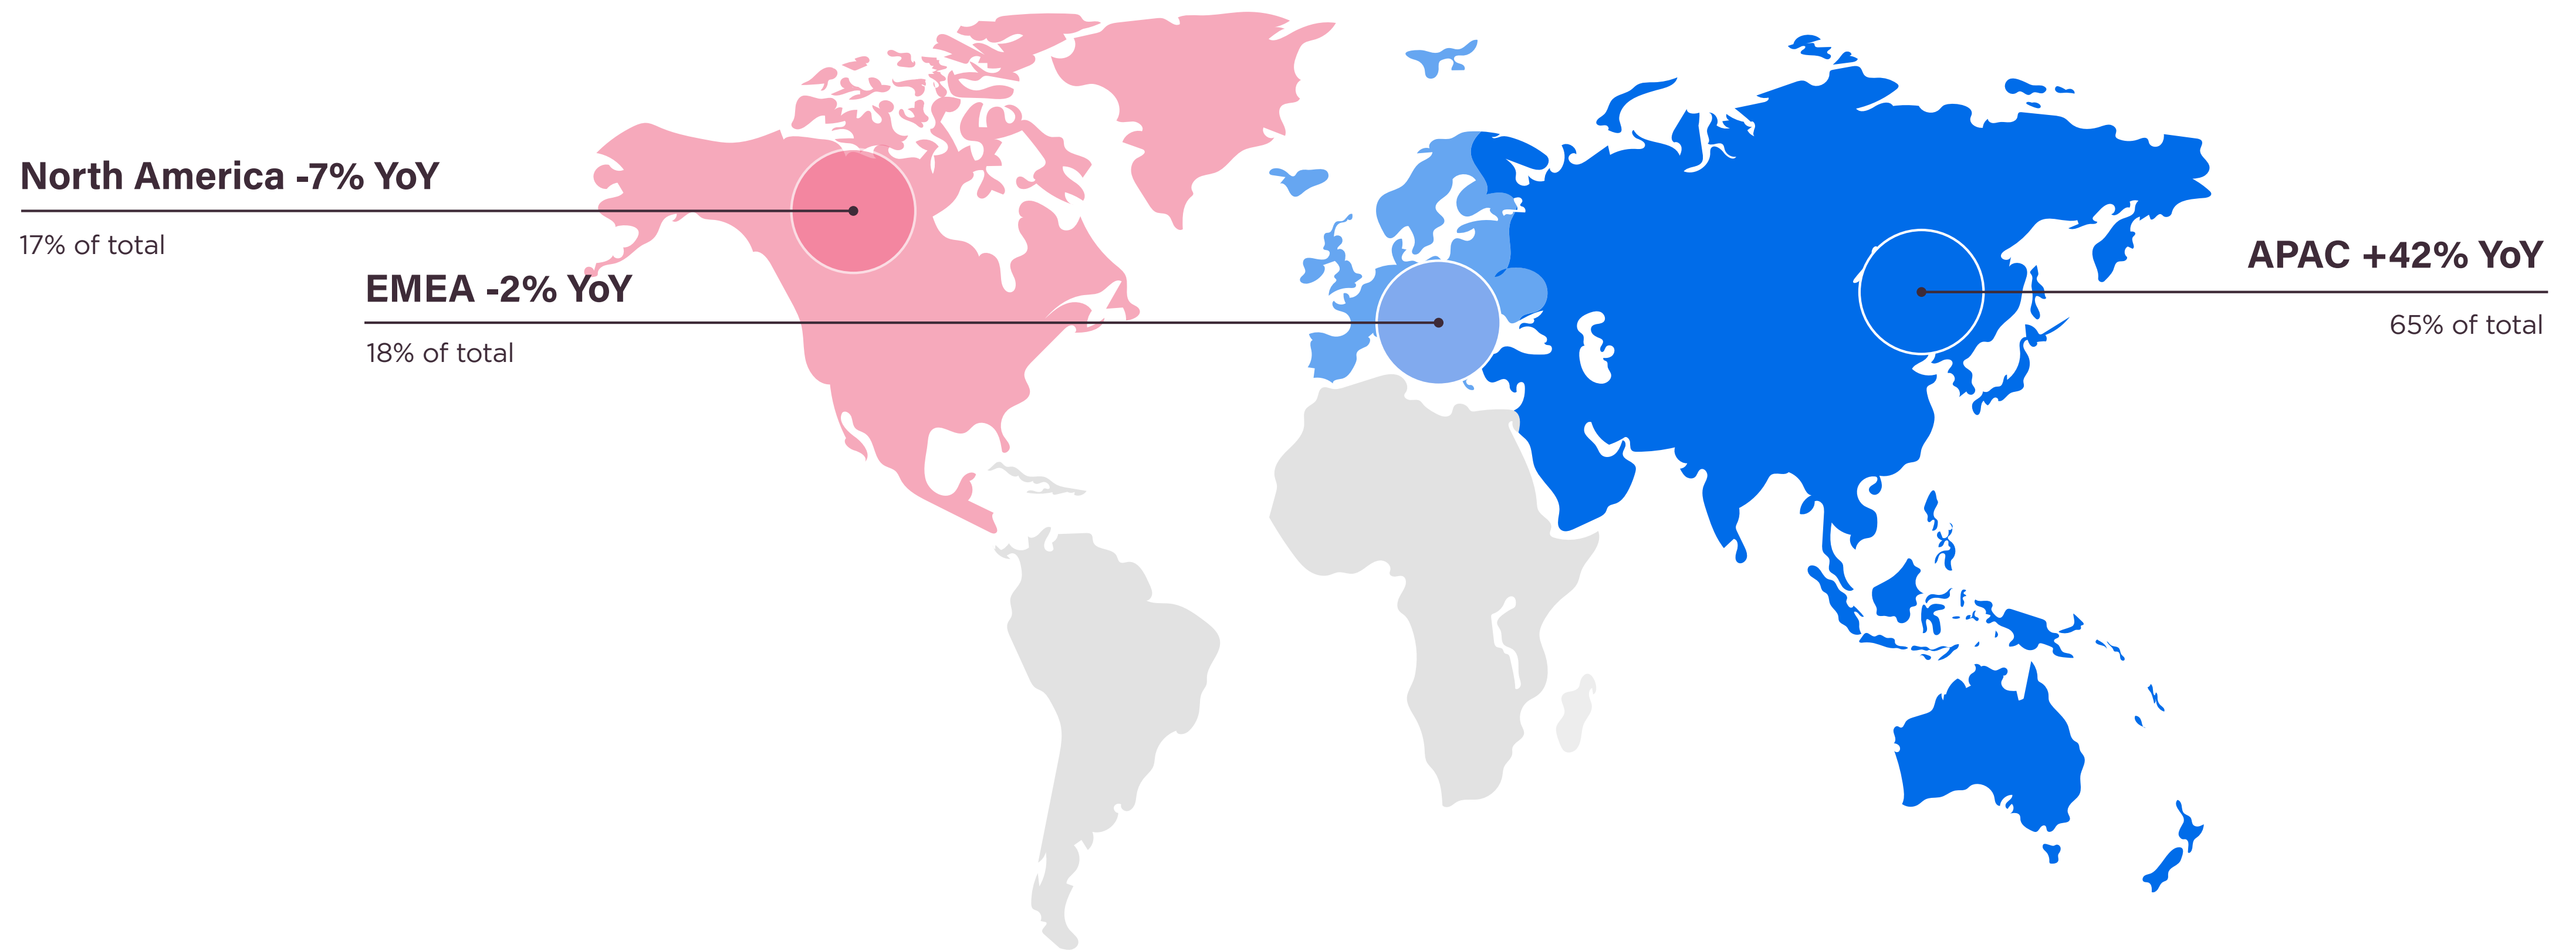 North America -7% YoY
17% of total
EMEA -2% YoY
18% of total
APAC +42% YoY
65% of total